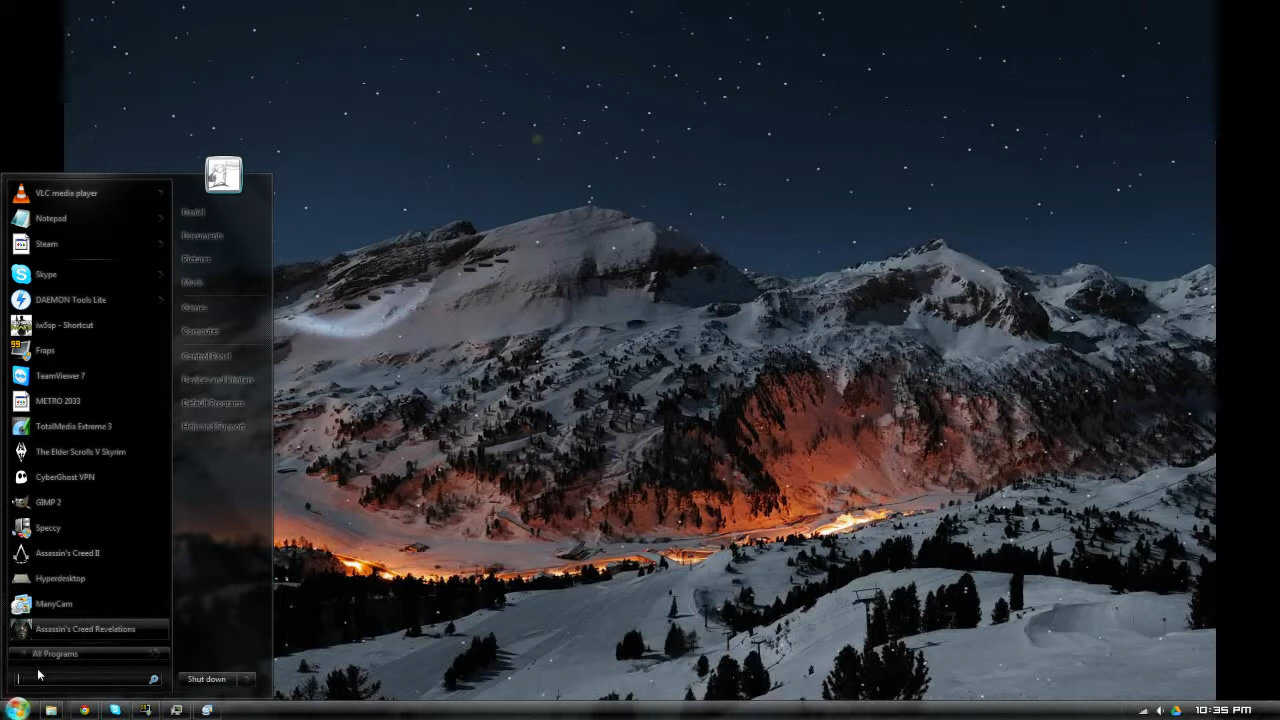 VLC media player
Notepad
Steam
Skype
DAEMON Tools Lite
iw5sp - Shortcut
99
Fraps
TeamViewer 7
METRO 2033
TotalMedia Extreme 3
The Elder Scrolls V Skyrim
CyberGhost VPN
GIMP 2
Speccy
Assassin's Creed II
Hyperdesktop
ManyCam
Assassin's Creed Revelations
All Programs
Daniel
Documents
Pictures
Music
Games
Computer
Control Panel
Devices and Printers
Default Programs
Help and Support
Shut down
10:35 PM